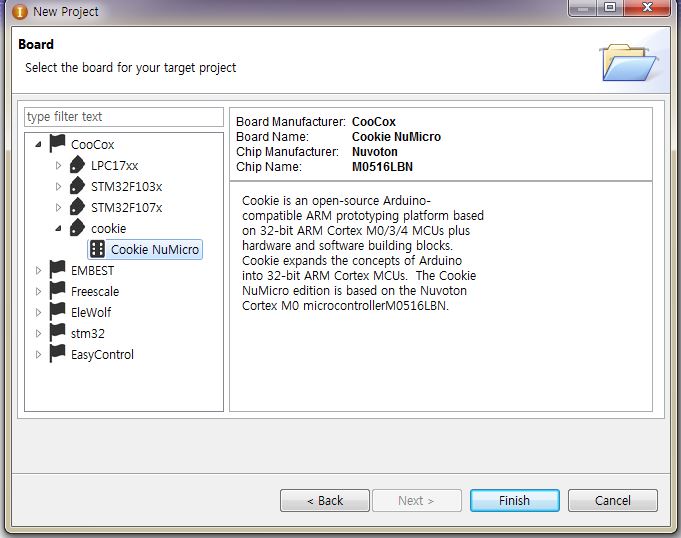 New Project
Board
Select the board for your target project
type filter text
CooCox
LPC17xx
STM32F103x
STM32F107x
cookie
Cookie NuMicro
EMBEST
Freescale
EleWolf
stm32
EasyControl
Board Manufacturer: CooCox
Board Name: Cookie NuMicro
Chip Manufacturer: Nuvoton
Chip Name: M0516LBN
Cookie is an open-source Arduino-
compatible ARM prototyping platform based
on 32-bit ARM Cortex M0/3/4 MCUs plus
hardware and software building blocks.
Cookie expands the concepts of Arduino
into 32-bit ARM Cortex MCUs.  The Cookie
NuMicro edition is based on the Nuvoton
Cortex M0 microcontrollerM0516LBN.
< Back
Next >
Finish
Cancel